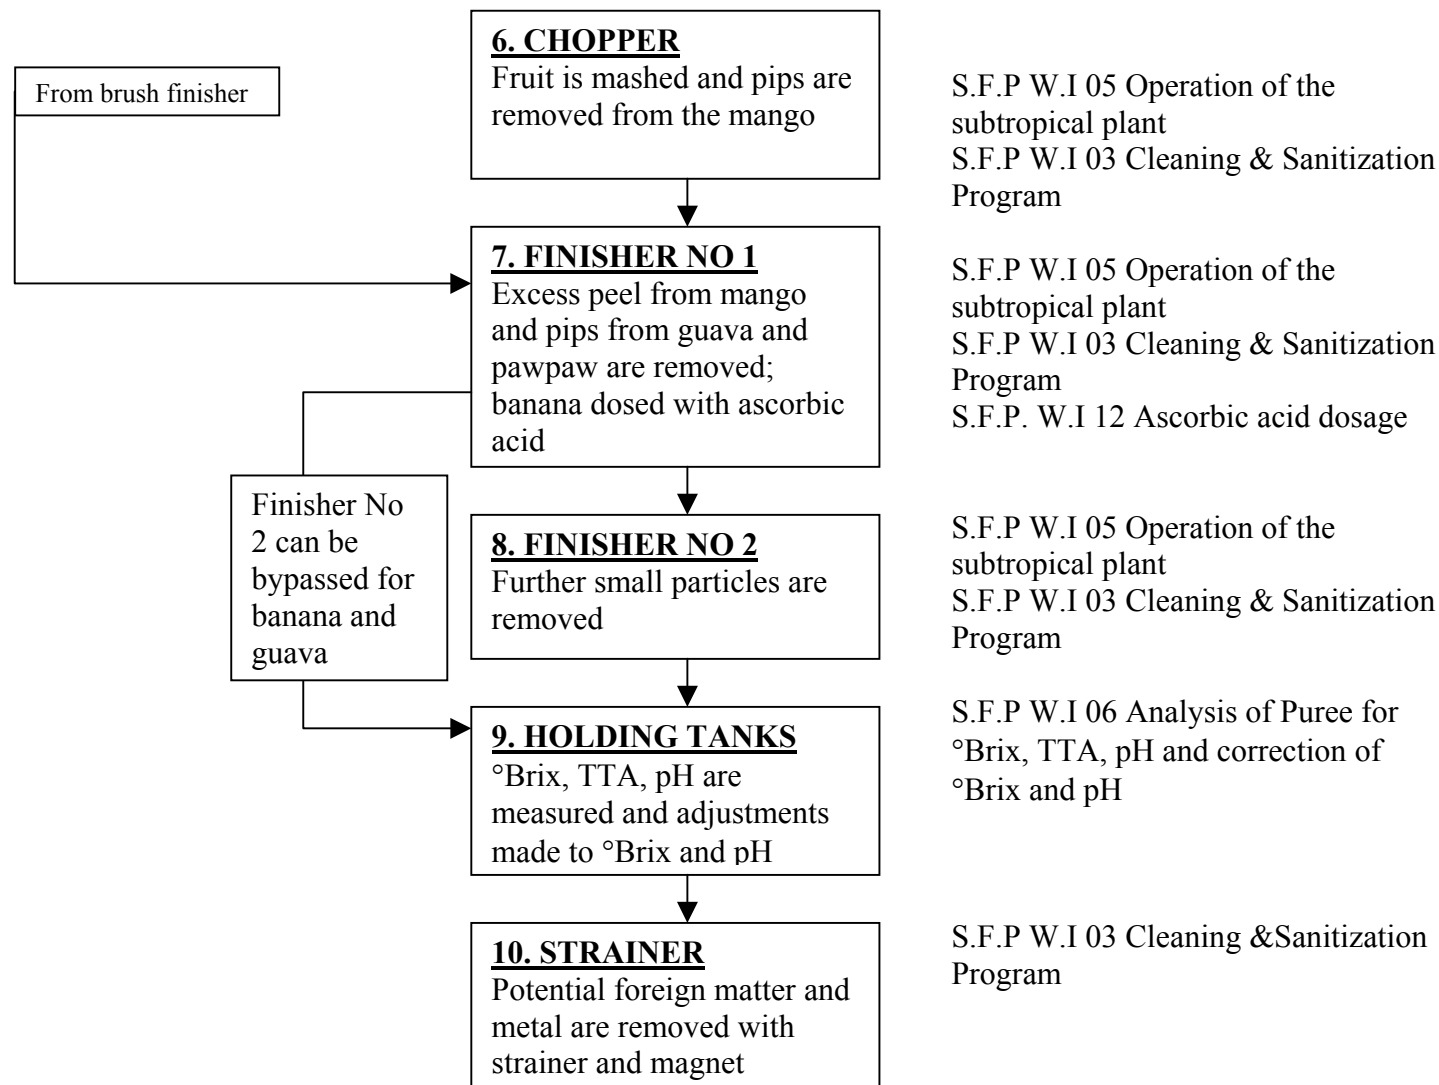 6. CHOPPER
Fruit is mashed and pips are
removed from the mango
From brush finisher
S.F.P W.I 05 Operation of the
subtropical plant
S.F.P W.I 03 Cleaning & Sanitization
Program
7. FINISHER NO 1
Excess peel from mango
and pips from guava and
pawpaw are removed;
banana dosed with ascorbic
acid
S.F.P W.I 05 Operation of the
subtropical plant
S.F.P W.I 03 Cleaning & Sanitization
Program
S.F.P. W.I 12 Ascorbic acid dosage
Finisher No
2 can be
bypassed for
banana and
guava
8. FINISHER NO 2
Further small particles are
removed
S.F.P W.I 05 Operation of the
subtropical plant
S.F.P W.I 03 Cleaning & Sanitization
Program
9. HOLDING TANKS
°Brix, TTA, pH are
measured and adjustments
made to °Brix and pH
S.F.P W.I 06 Analysis of Puree for
°Brix, TTA, pH and correction of
°Brix and pH
10. STRAINER
Potential foreign matter and
metal are removed with
strainer and magnet
S.F.P W.I 03 Cleaning &Sanitization
Program